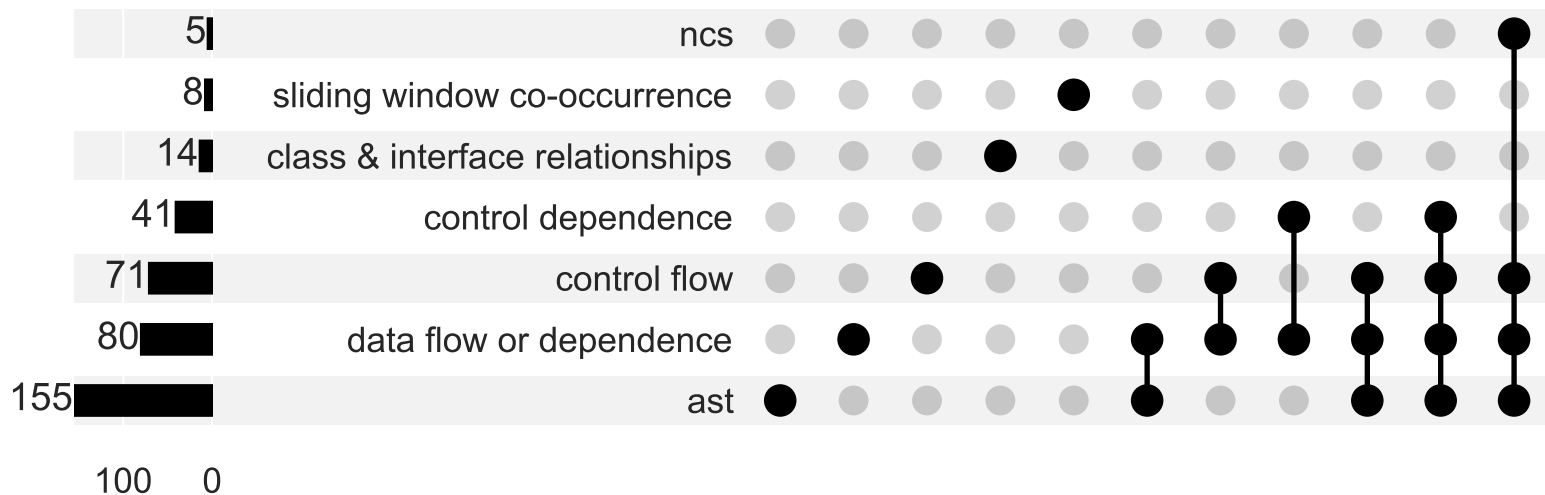 5 ncs
8 sliding window co-occurrence
14 class & interface relationships
41 control dependence
71 control flow
80 data flow or dependence
155 ast
100 0